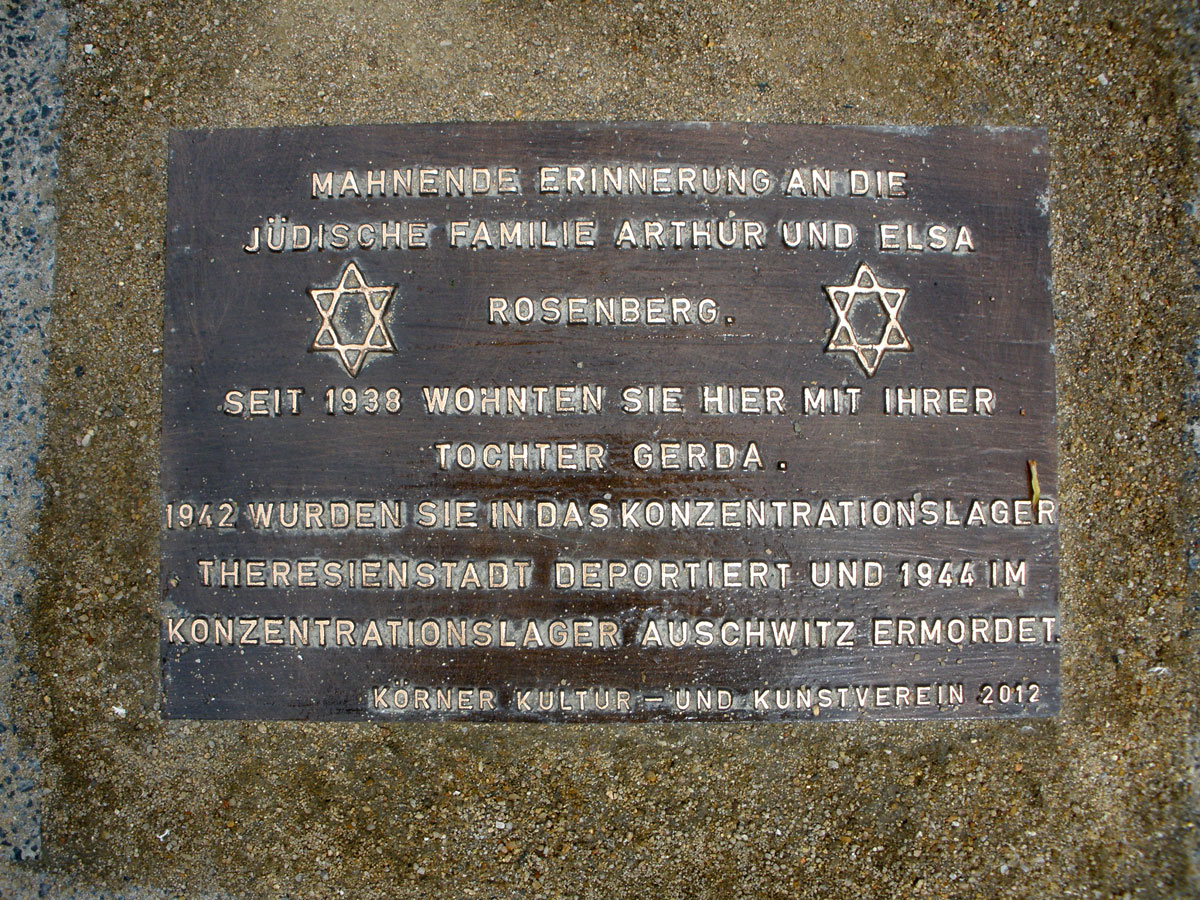 MAHNENDE ERINNERUNG AN DIE
JÜDISCHE FAMILIE ARTHUR UND ELSA
ROSENBERG.
SEIT 1938 WOHNTEN SIE HIER MIT IHRER
TOCHTER GERDA.
1942 WURDEN SIE IN DAS KONZENTRATIONSLAGER
THERESIENSTADT DEPORTIERT UND 1944 IM
KONZENTRATIONSLAGER AUSCHWITZ ERMORDET.
KÖRNER KULTUR – UND KUNSTVEREIN 2012